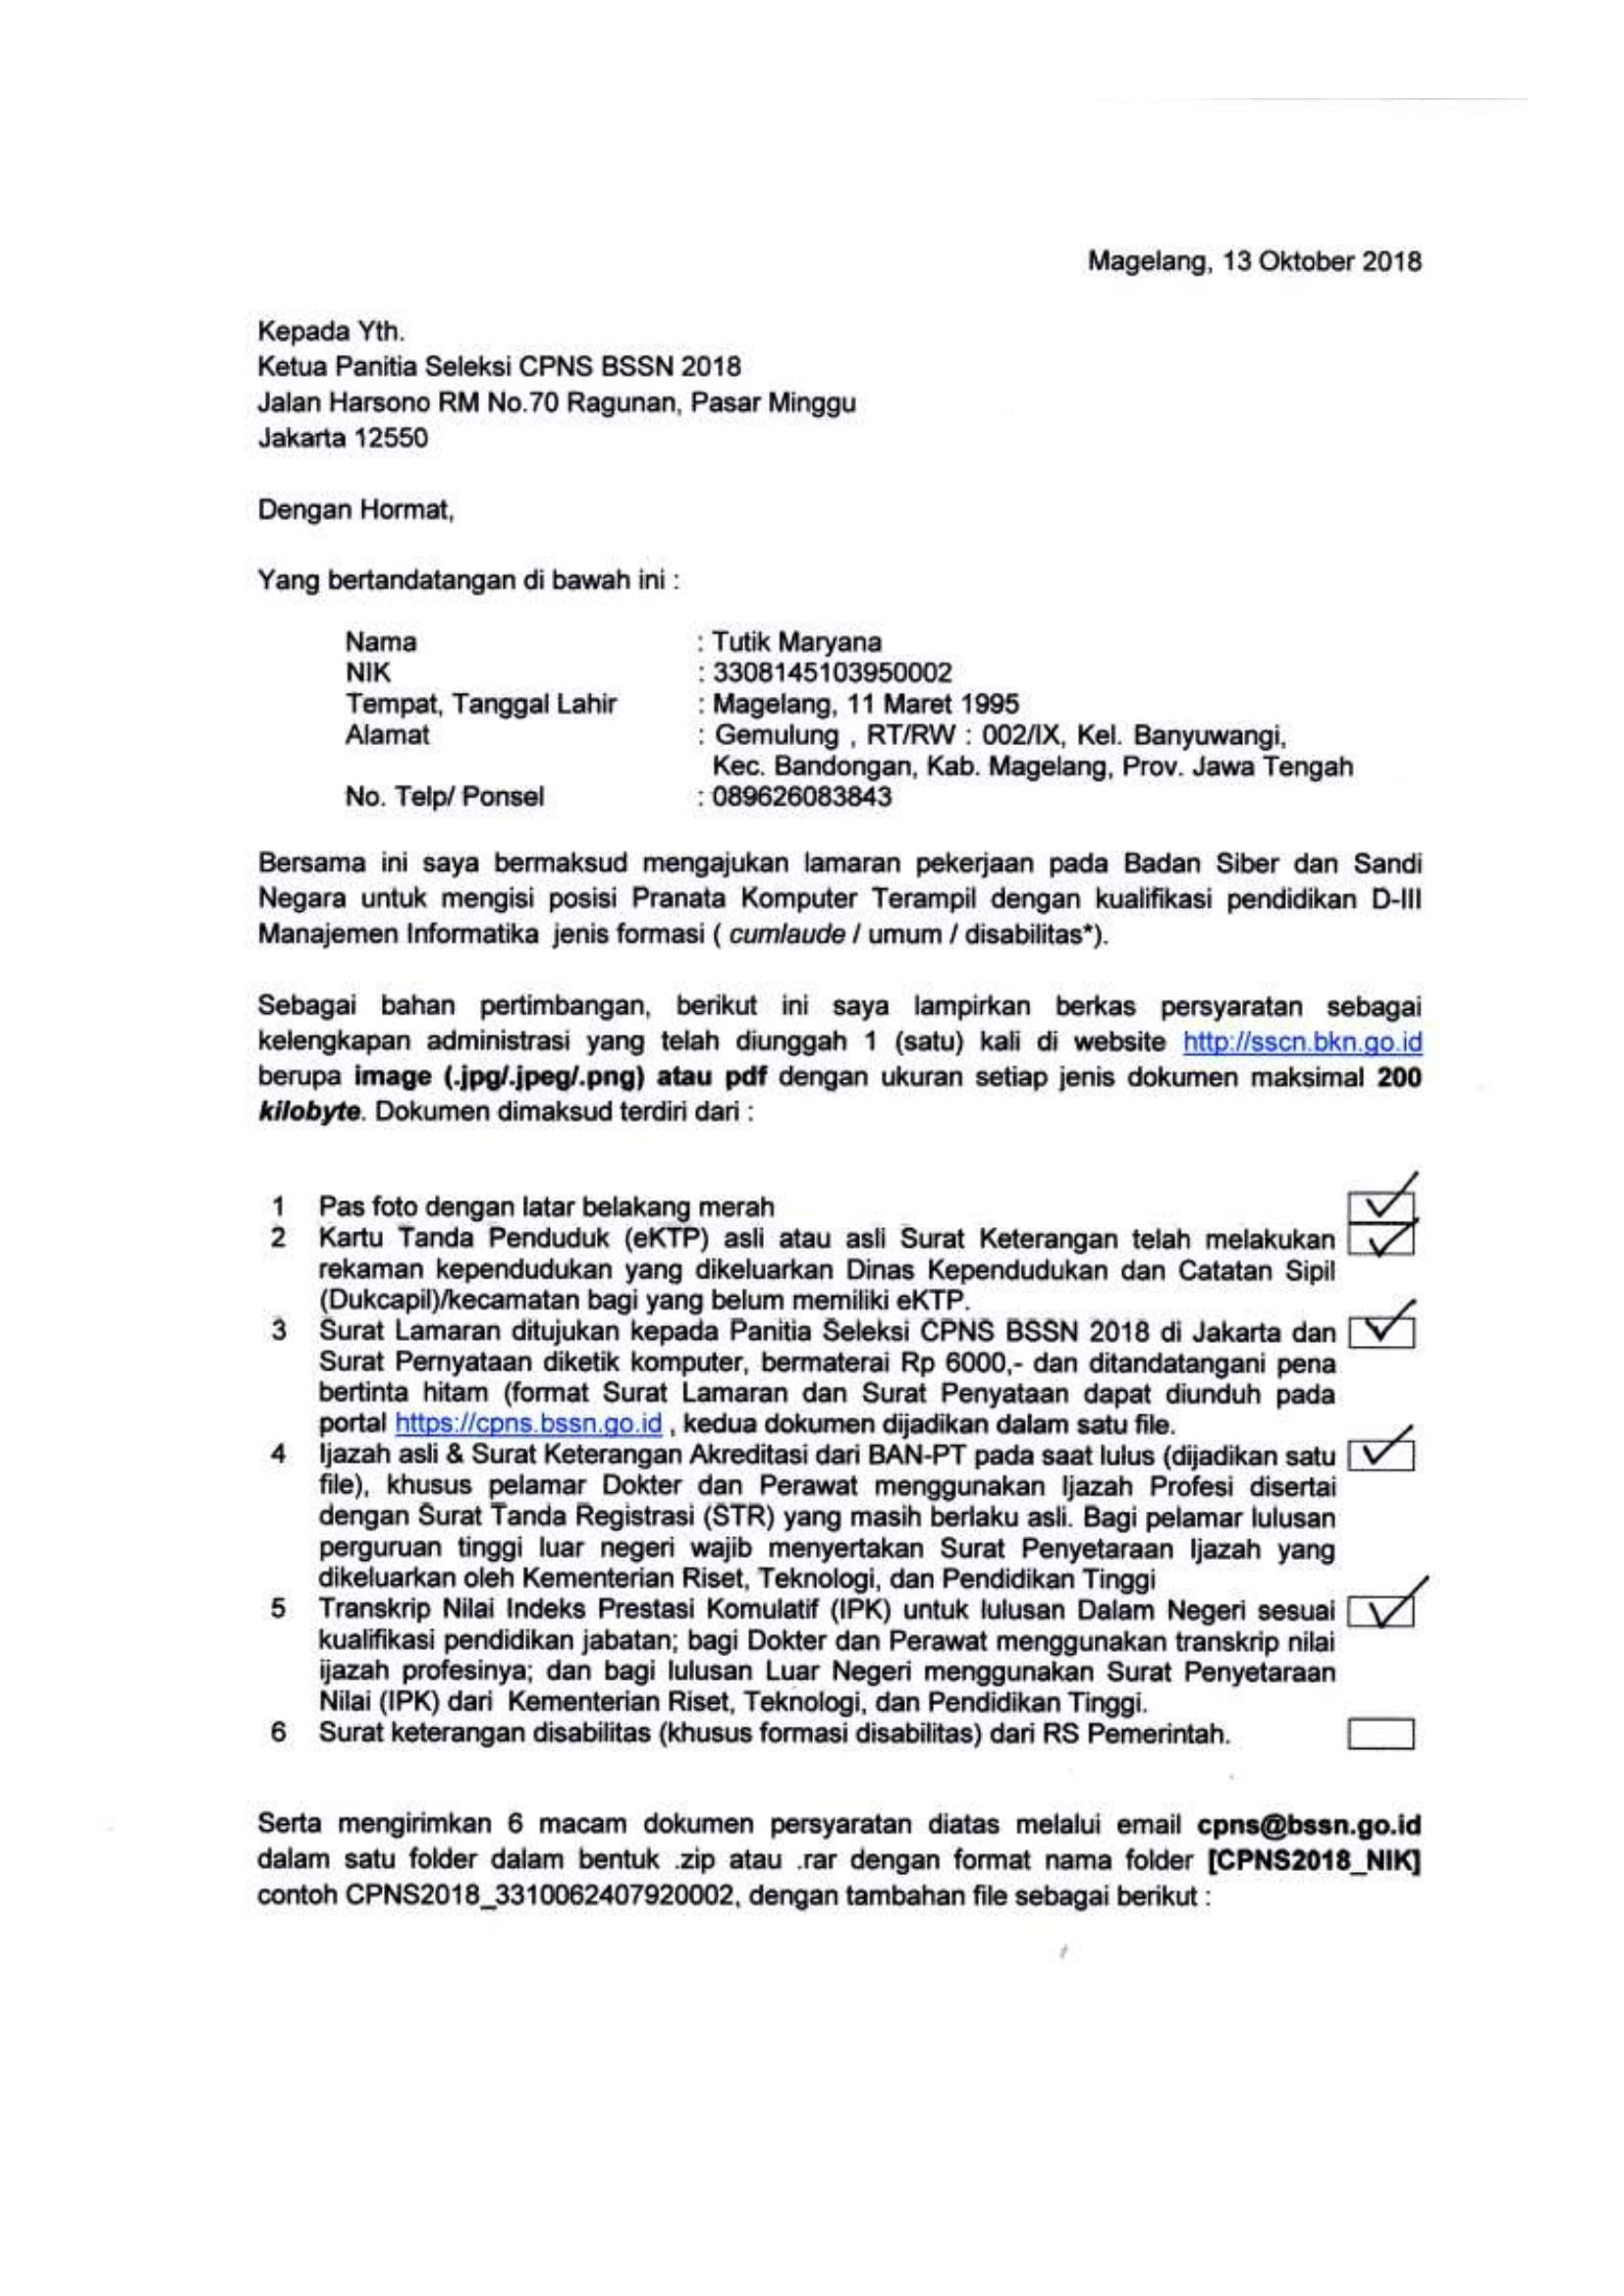 Magelang, 13 Oktober 2018
Kepada Yth.
Ketua Panitia Seleksi CPNS BSSN 2018
Jalan Harsono RM No.70 Ragunan, Pasar Minggu
Jakarta 12550
Dengan Hormat,
Yang bertandatangan di bawah ini :
Nama : Tutik Maryana
NIK : 3308145103950002
Tempat, Tanggal Lahir : Magelang, 11 Maret 1995
Alamat : Gemulung , RT/RW : 002/IX, Kel. Banyuwangi,
Kec. Bandongan, Kab. Magelang, Prov. Jawa Tengah
No. Telp/ Ponsel : 089626083843
Bersama ini saya bermaksud mengajukan lamaran pekerjaan pada Badan Siber dan Sandi
Negara untuk mengisi posisi Pranata Komputer Terampil dengan kualifikasi pendidikan D-III
Manajemen Informatika jenis formasi ( cumlaude / umum / disabilitas*).
Sebagai bahan pertimbangan, berikut ini saya lampirkan berkas persyaratan sebagai
kelengkapan administrasi yang telah diunggah 1 (satu) kali di website http://sscn.bkn.go.id
berupa image (.jpg/.jpeg/.png) atau pdf dengan ukuran setiap jenis dokumen maksimal 200
kilobyte. Dokumen dimaksud terdiri dari :
1 Pas foto dengan latar belakang merah
2 Kartu Tanda Penduduk (eKTP) asli atau asli Surat Keterangan telah melakukan
rekaman kependudukan yang dikeluarkan Dinas Kependudukan dan Catatan Sipil
(Dukcapil)/kecamatan bagi yang belum memiliki eKTP.
3 Surat Lamaran ditujukan kepada Panitia Seleksi CPNS BSSN 2018 di Jakarta dan
Surat Pernyataan diketik komputer, bermaterai Rp 6000,- dan ditandatangani pena
bertinta hitam (format Surat Lamaran dan Surat Penyataan dapat diunduh pada
portal https://cpns.bssn.go.id , kedua dokumen dijadikan dalam satu file.
4 Ijazah asli & Surat Keterangan Akreditasi dari BAN-PT pada saat lulus (dijadikan satu
file), khusus pelamar Dokter dan Perawat menggunakan Ijazah Profesi disertai
dengan Surat Tanda Registrasi (STR) yang masih berlaku asli. Bagi pelamar lulusan
perguruan tinggi luar negeri wajib menyertakan Surat Penyetaraan Ijazah yang
dikeluarkan oleh Kementerian Riset, Teknologi, dan Pendidikan Tinggi
5 Transkrip Nilai Indeks Prestasi Komulatif (IPK) untuk lulusan Dalam Negeri sesuai
kualifikasi pendidikan jabatan; bagi Dokter dan Perawat menggunakan transkrip nilai
ijazah profesinya; dan bagi lulusan Luar Negeri menggunakan Surat Penyetaraan
Nilai (IPK) dari Kementerian Riset, Teknologi, dan Pendidikan Tinggi.
6 Surat keterangan disabilitas (khusus formasi disabilitas) dari RS Pemerintah.
Serta mengirimkan 6 macam dokumen persyaratan diatas melalui email cpns@bssn.go.id
dalam satu folder dalam bentuk .zip atau .rar dengan format nama folder [CPNS2018_NIK]
contoh CPNS2018_3310062407920002, dengan tambahan file sebagai berikut :